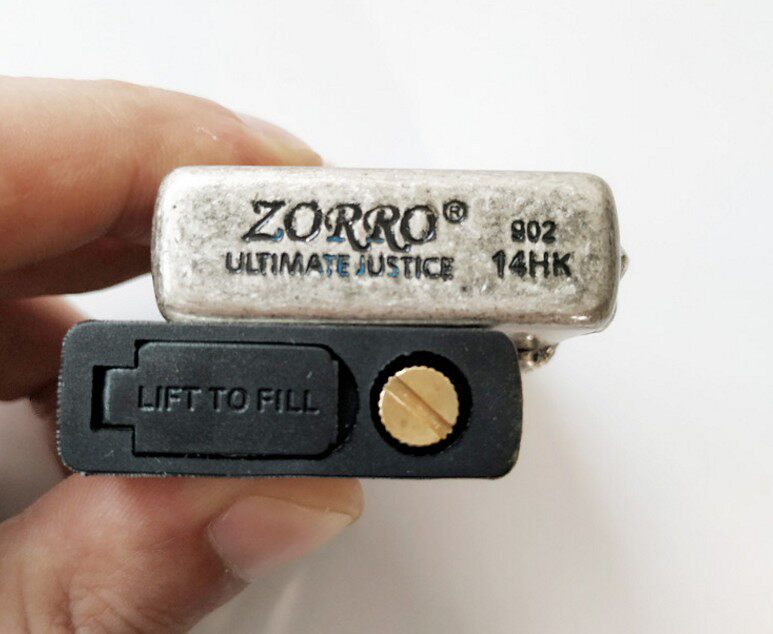 ZORRO®
902
ULTIMATE JUSTICE
14HK
LIFT TO FILL